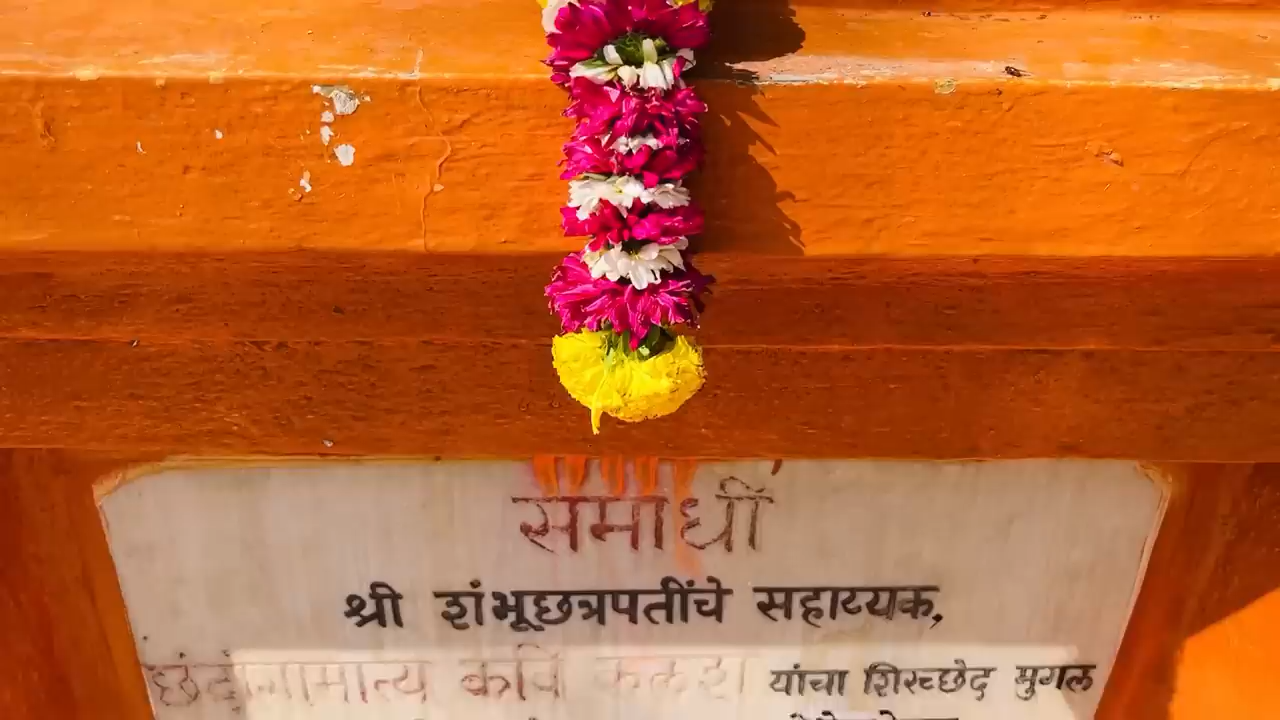 समाधी
श्री शंभूछत्रपतींचे सहाय्यक,
छंदोगामात्य कवि कलश यांचा शिरच्छेद मुगल